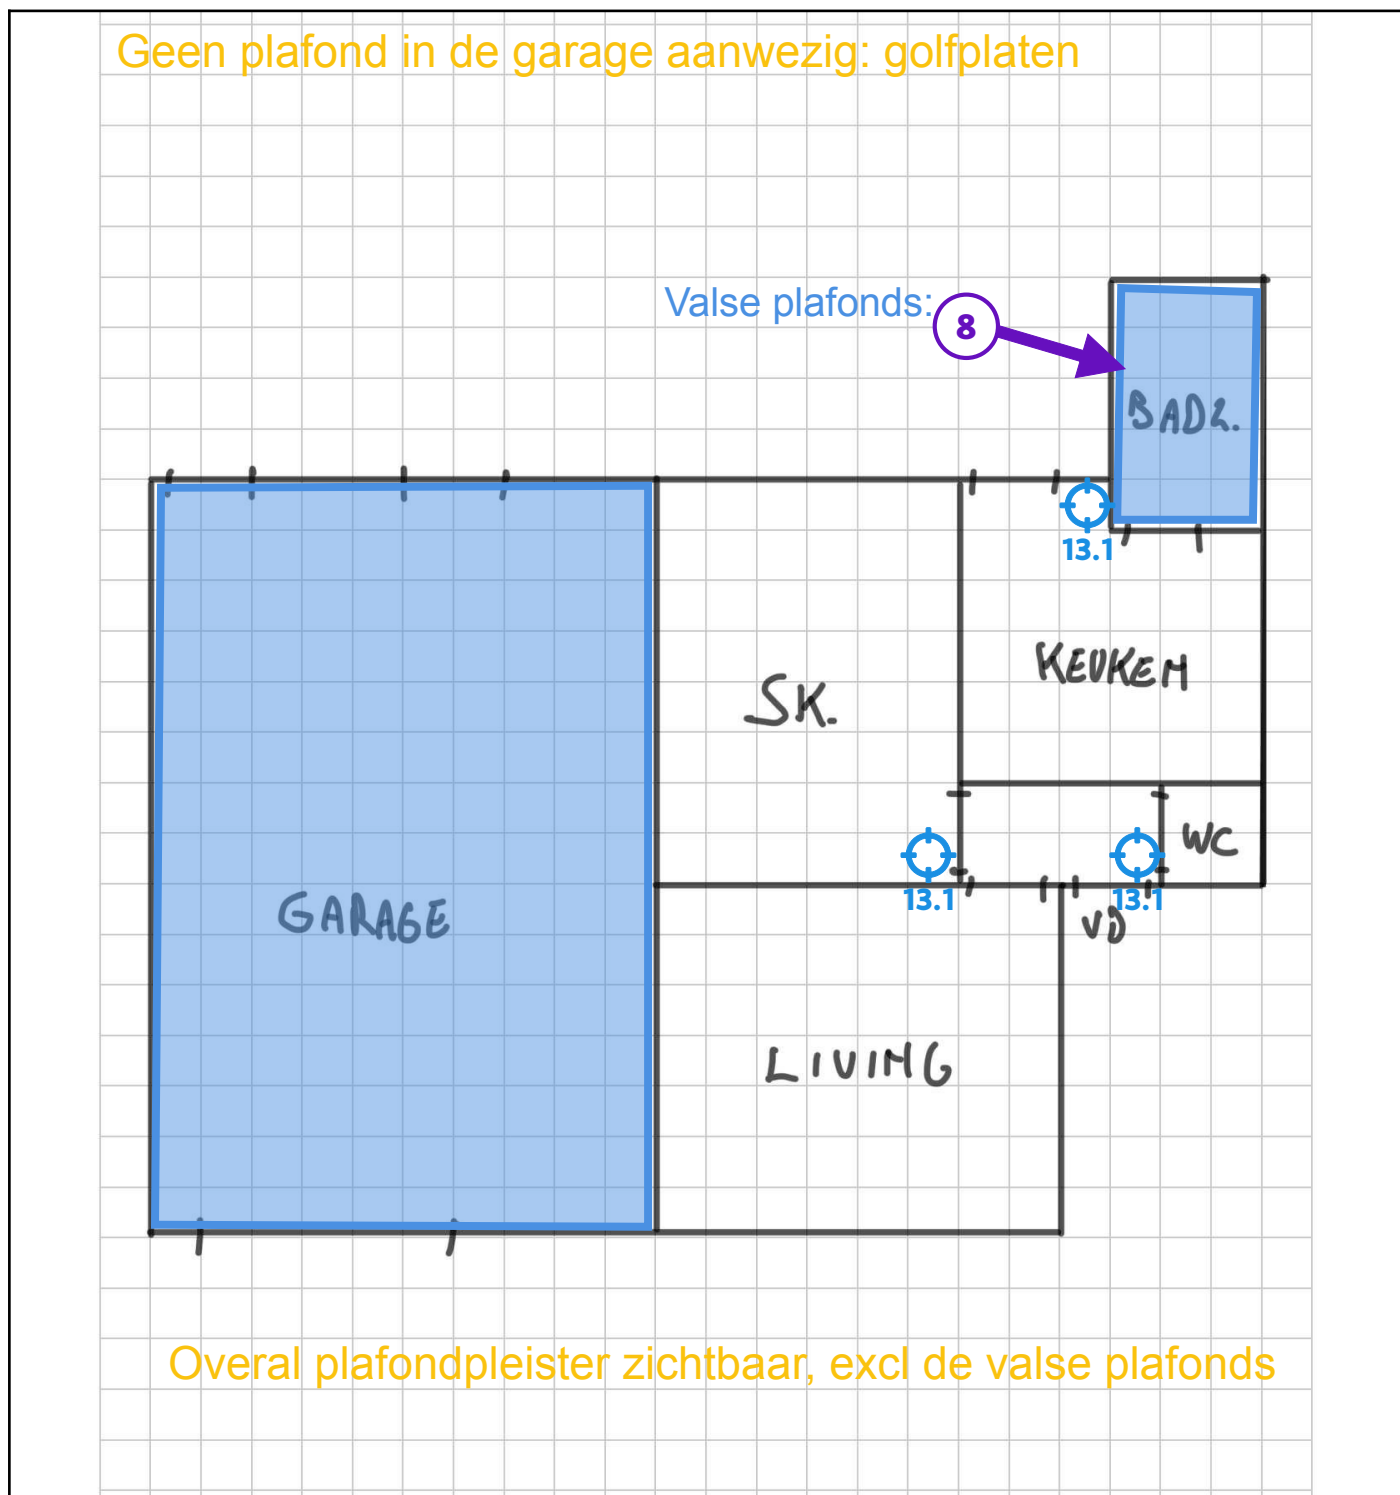 Geen plafond in de garage aanwezig: golfplaten
Valse plafonds:
8
BADK.
13.1
KEUKEN
SK.
WC
13.1
13.1
VD
GARAGE
LIVING
Overal plafondpleister zichtbaar, excl de valse plafonds